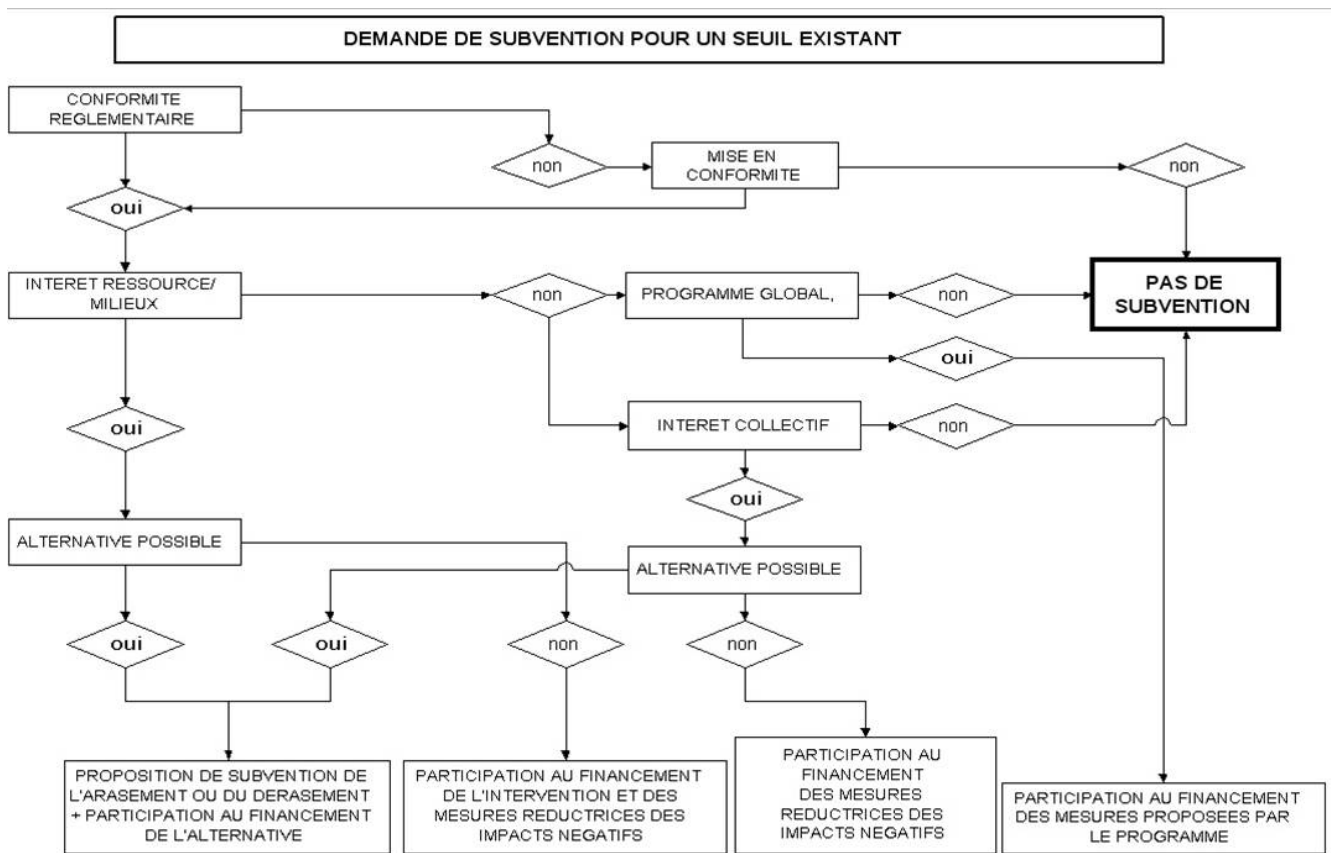 DEMANDE DE SUBVENTION POUR UN SEUIL EXISTANT
CONFORMITE
REGLEMENTAIRE
non
MISE EN
CONFORMITE
non
oui
INTERET RESSOURCE/
MILIEUX
non
PROGRAMME GLOBAL,
non
PAS DE
SUBVENTION
oui
oui
INTERET COLLECTIF
non
oui
ALTERNATIVE POSSIBLE
ALTERNATIVE POSSIBLE
oui
oui
non
non
PROPOSITION DE SUBVENTION DE
L'ARASEMENT OU DU DERASEMENT
+ PARTICIPATION AU FINANCEMENT
DE L'ALTERNATIVE
PARTICIPATION AU FINANCEMENT
DE L'INTERVENTION ET DES
MESURES REDUCTRICES DES
IMPACTS NEGATIFS
PARTICIPATION AU
FINANCEMENT
DES MESURES
REDUCTRICES DES
IMPACTS NEGATIFS
PARTICIPATION AU FINANCEMENT
DES MESURES PROPOSEES PAR
LE PROGRAMME